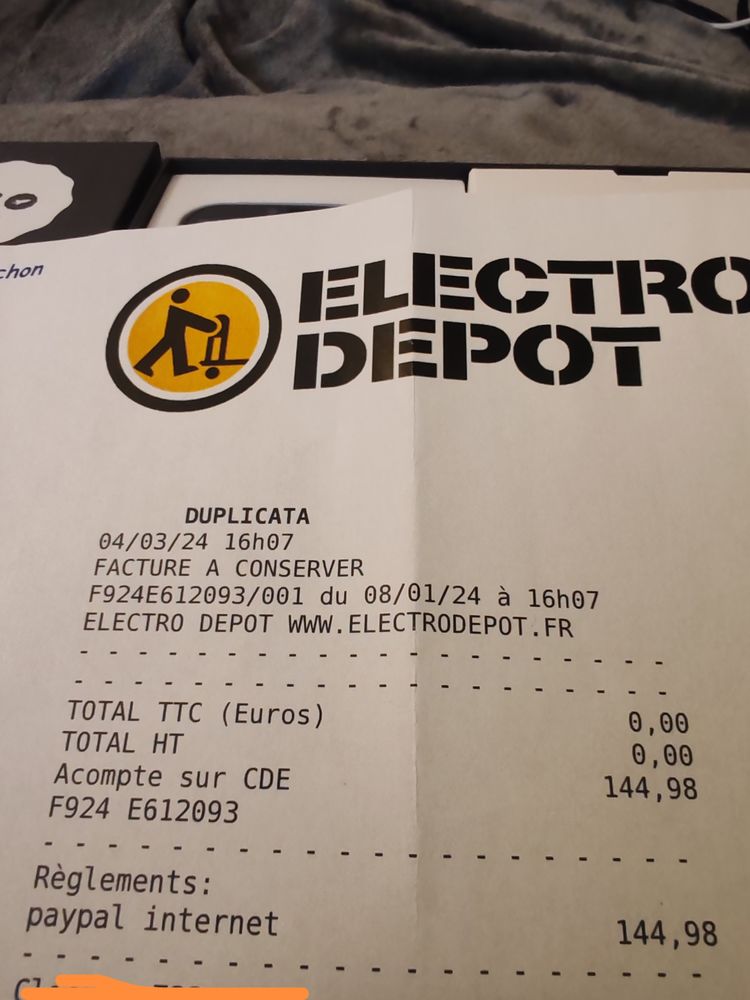 chon
ELECTRO
DEPOT
DUPLICATA
04/03/24 16h07
FACTURE A CONSERVER
F924E612093/001 du 08/01/24 à 16h07
ELECTRO DEPOT WWW.ELECTRODEPOT.FR
- - - - - - - - - - - - - - - - - - - - -
- - - - - - - - - - - - - - - - - - - - -
TOTAL TTC (Euros) 0,00
TOTAL HT 0,00
Acompte sur CDE 144,98
F924 E612093
- - - - - - - - - - - - - - - - - - - - -
Règlements:
paypal internet 144,98
- - - - - - - - - - - - - - - - - - - - -